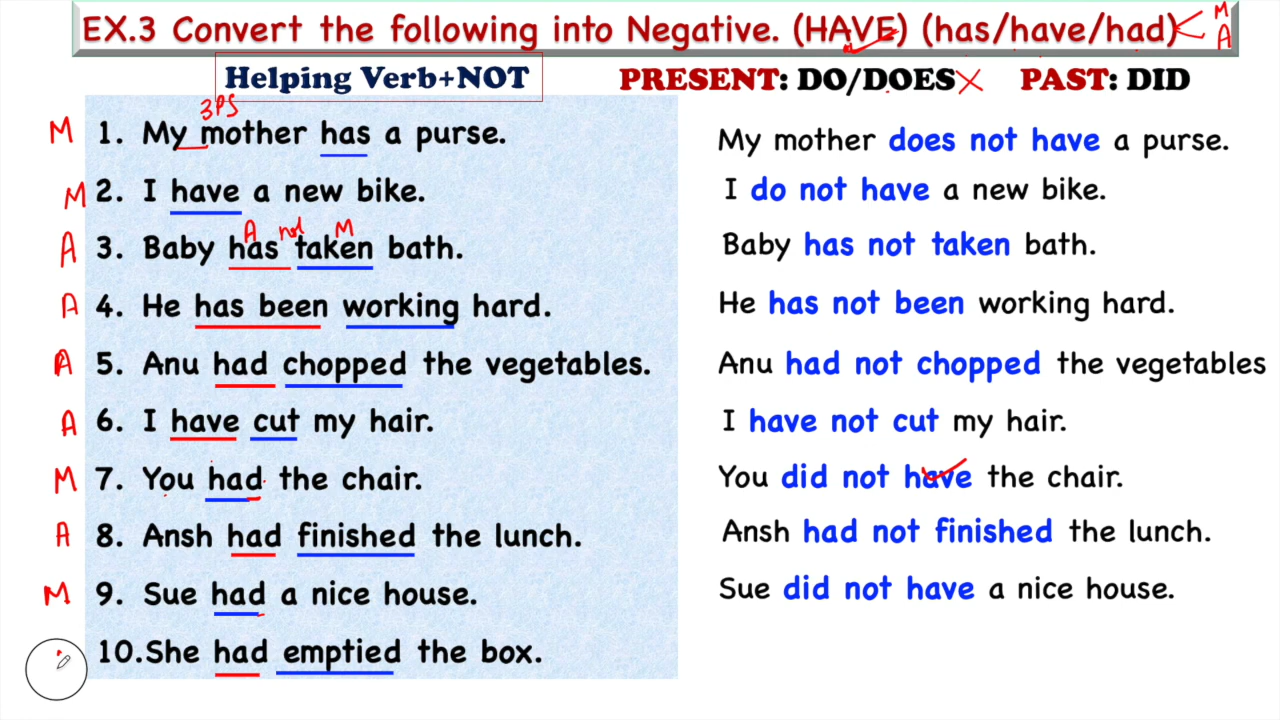 EX.3 Convert the following into Negative. (HAVE) (has/have/had) M
A
Helping Verb+NOT PRESENT: DO/DOES X PAST: DID
3PS
M 1. My mother has a purse. My mother does not have a purse.
M 2. I have a new bike. I do not have a new bike.
A not M
A 3. Baby has taken bath. Baby has not taken bath.
A 4. He has been working hard. He has not been working hard.
A 5. Anu had chopped the vegetables. Anu had not chopped the vegetables
A 6. I have cut my hair. I have not cut my hair.
M 7. You had the chair. You did not have the chair.
A 8. Ansh had finished the lunch. Ansh had not finished the lunch.
M 9. Sue had a nice house. Sue did not have a nice house.
10.She had emptied the box.